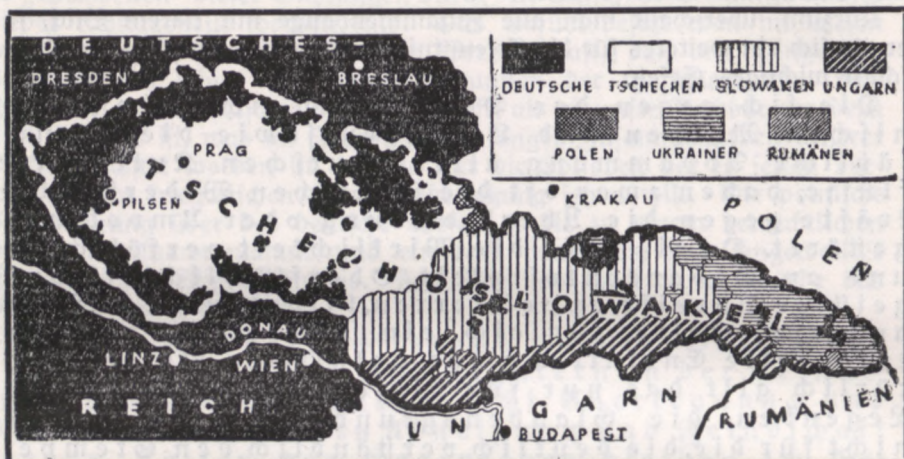 DEUTSCHES-
DRESDEN
BRESLAU
DEUTSCHE TSCHECHEN SLOWAKEN UNGARN
POLEN UKRAINER RUMÄNEN
PRAG
PILSEN
KRAKAU
POLEN
TSCHECHOSLOWAKEI
DONAU
LINZ
WIEN
REICH
UNGARN
BUDAPEST
RUMÄNIEN